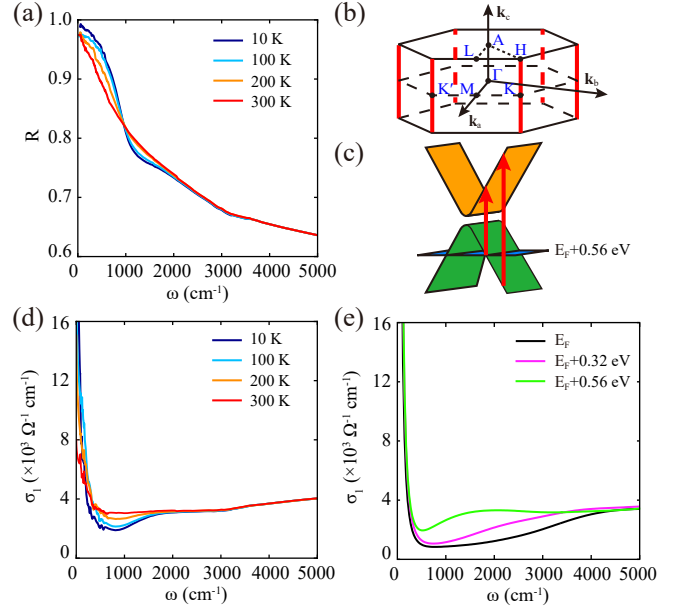 (a)
R
1.0
0.9
0.8
0.7
0.6
10 K
100 K
200 K
300 K
0 1000 2000 3000 4000 5000
ω (cm⁻¹)
(b)
k_c
A
L H
Γ
k_b
K' M K
k_a
(c)
E_F+0.56 eV
(d)
σ₁ (×10³ Ω⁻¹ cm⁻¹)
16
12
8
4
0
10 K
100 K
200 K
300 K
0 1000 2000 3000 4000 5000
ω (cm⁻¹)
(e)
σ₁ (×10³ Ω⁻¹ cm⁻¹)
16
12
8
4
0
E_F
E_F+0.32 eV
E_F+0.56 eV
0 1000 2000 3000 4000 5000
ω (cm⁻¹)